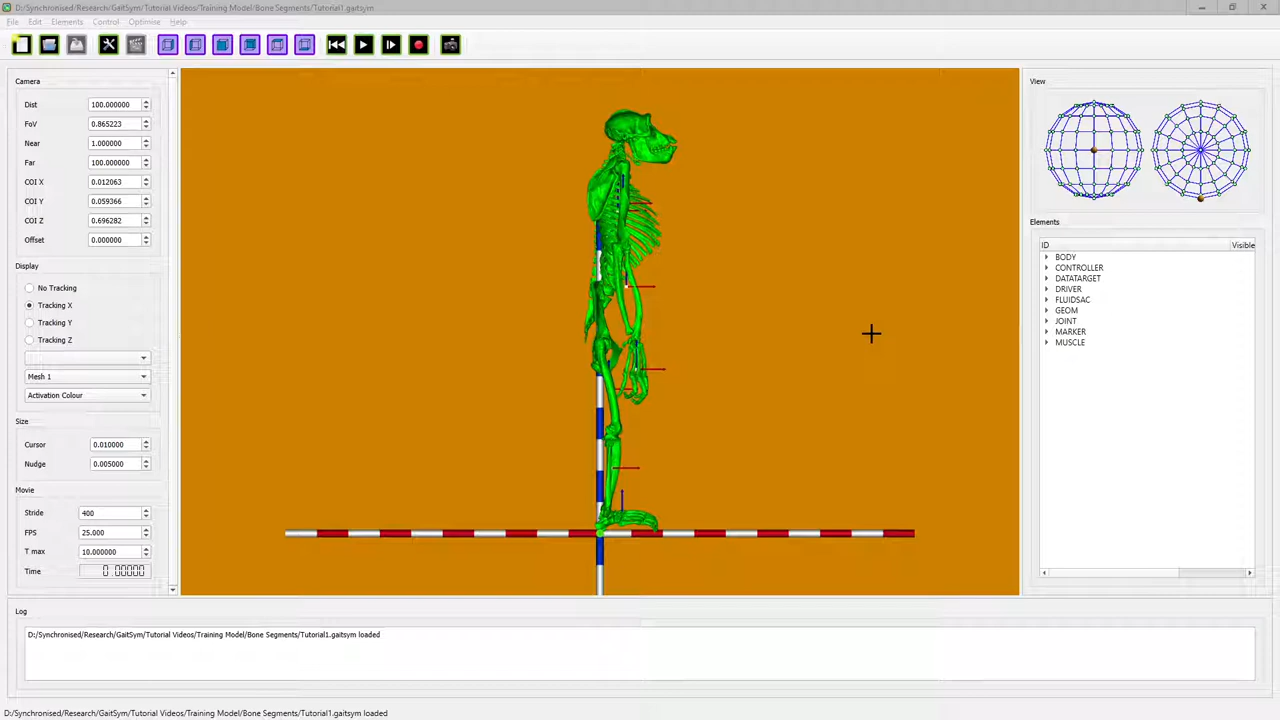 D:/Synchronised/Research/GaitSym/Tutorial Videos/Training Model/Bone Segments/Tutorial1.gaitsym
File Edit Elements Control Optimise Help
Camera
Dist 100.000000
FoV 0.865223
Near 1.000000
Far 100.000000
COI X 0.012063
COI Y 0.059366
COI Z 0.696282
Offset 0.000000
Display
No Tracking
Tracking X
Tracking Y
Tracking Z
Mesh 1
Activation Colour
Size
Cursor 0.010000
Nudge 0.005000
Movie
Stride 400
FPS 25.000
T max 10.000000
Time 0.00000
View
Elements
ID Visible
BODY
CONTROLLER
DATATARGET
DRIVER
FLUIDSAC
GEOM
JOINT
MARKER
MUSCLE
Log
D:/Synchronised/Research/GaitSym/Tutorial Videos/Training Model/Bone Segments/Tutorial1.gaitsym loaded
D:/Synchronised/Research/GaitSym/Tutorial Videos/Training Model/Bone Segments/Tutorial1.gaitsym loaded